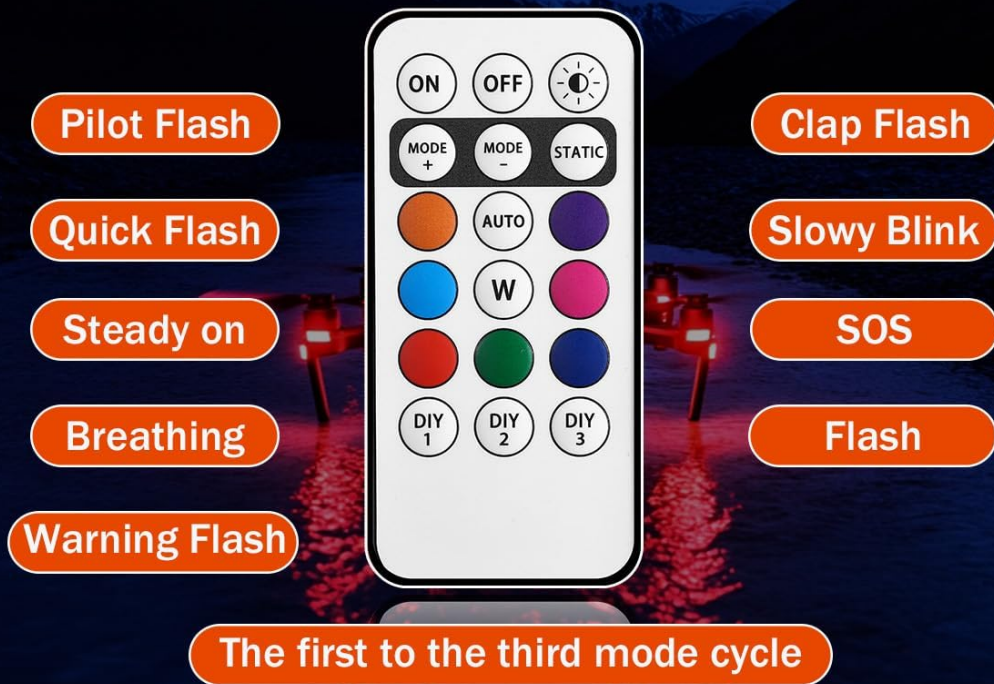 ON OFF
MODE + MODE - STATIC
AUTO
W
DIY 1 DIY 2 DIY 3
Pilot Flash
Quick Flash
Steady on
Breathing
Warning Flash
Clap Flash
Slowy Blink
SOS
Flash
The first to the third mode cycle